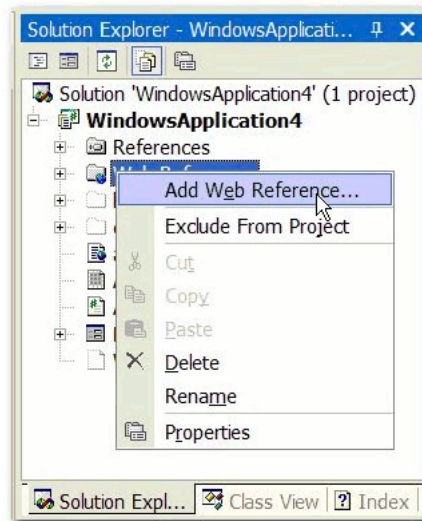 Solution Explorer - WindowsApplicati...
Solution 'WindowsApplication4' (1 project)
WindowsApplication4
References
Add Web Reference...
Exclude From Project
Cut
Copy
Paste
Delete
Rename
Properties
Solution Expl... Class View Index